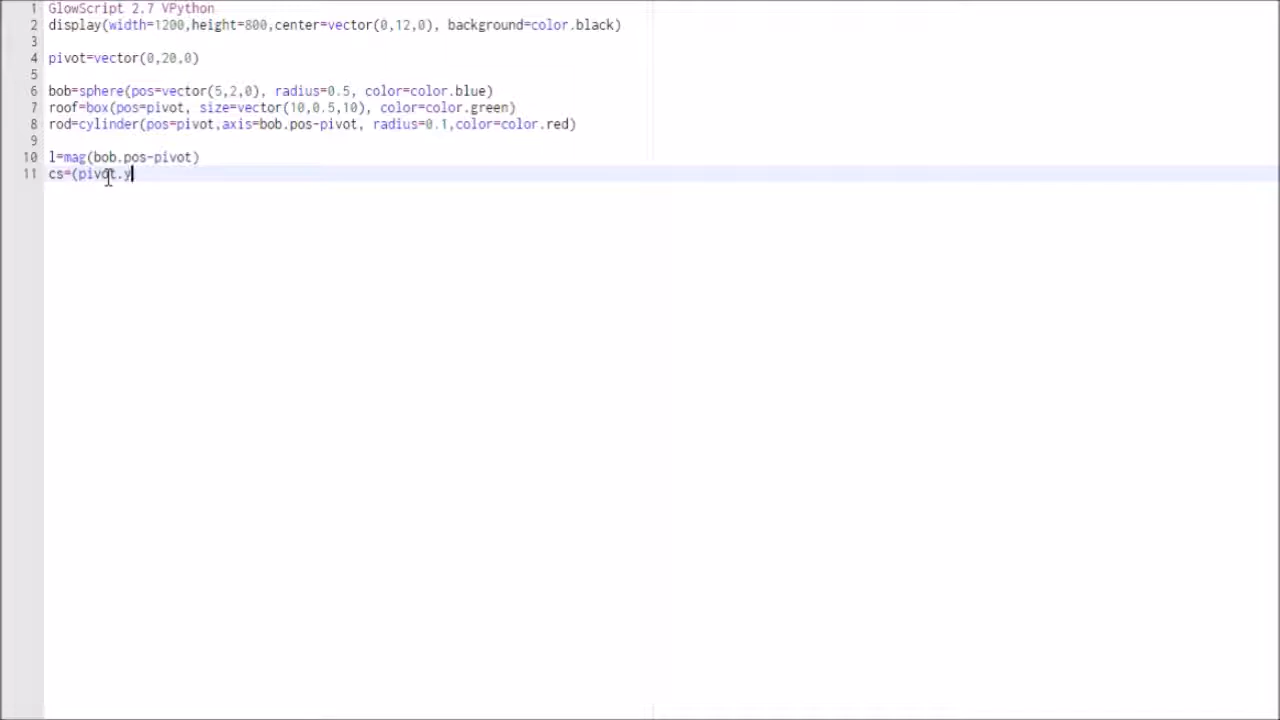 1 GlowScript 2.7 VPython
2 display(width=1200,height=800,center=vector(0,12,0), background=color.black)
3
4 pivot=vector(0,20,0)
5
6 bob=sphere(pos=vector(5,2,0), radius=0.5, color=color.blue)
7 roof=box(pos=pivot, size=vector(10,0.5,10), color=color.green)
8 rod=cylinder(pos=pivot,axis=bob.pos-pivot, radius=0.1,color=color.red)
9
10 l=mag(bob.pos-pivot)
11 cs=(pivot.y